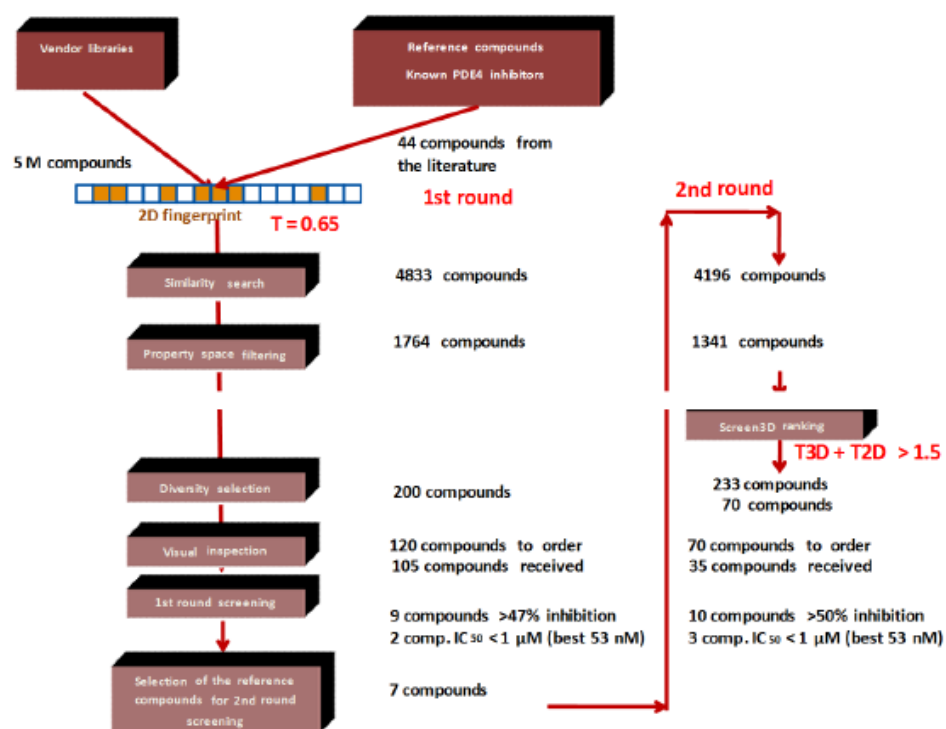 Vendor libraries
Reference compounds
Known PDE4 inhibitors
5 M compounds
44 compounds from
the literature
2D fingerprint
T = 0.65
1st round
2nd round
Similarity search
4833 compounds
4196 compounds
Property space filtering
1764 compounds
1341 compounds
Screen3D ranking
T3D + T2D > 1.5
Diversity selection
200 compounds
233 compounds
70 compounds
Visual inspection
120 compounds to order
105 compounds received
70 compounds to order
35 compounds received
1st round screening
9 compounds >47% inhibition
2 comp. IC 50 < 1 µM (best 53 nM)
10 compounds >50% inhibition
3 comp. IC 50 < 1 µM (best 53 nM)
Selection of the reference
compounds for 2nd round
screening
7 compounds